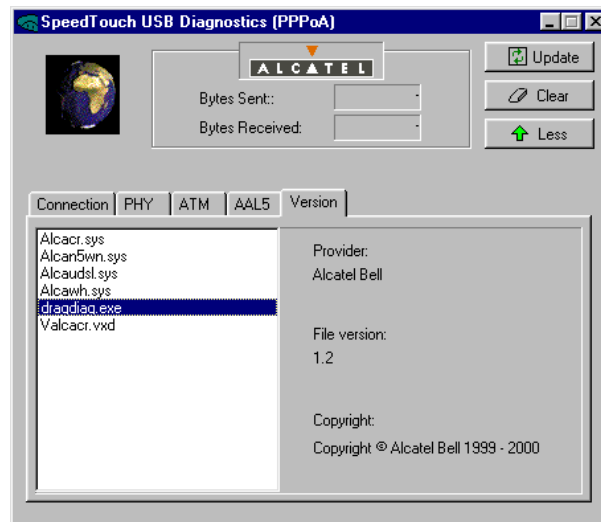 SpeedTouch USB Diagnostics (PPPoA)
ALCATEL
Update
Bytes Sent::
-
Clear
Bytes Received:
-
Less
Connection PHY ATM AAL5 Version
Alcacr.sys
Alcan5wn.sys
Alcaudsl.sys
Alcawh.sys
dragdiag.exe
Valcacr.vxd
Provider:
Alcatel Bell
File version:
1.2
Copyright:
Copyright © Alcatel Bell 1999 - 2000